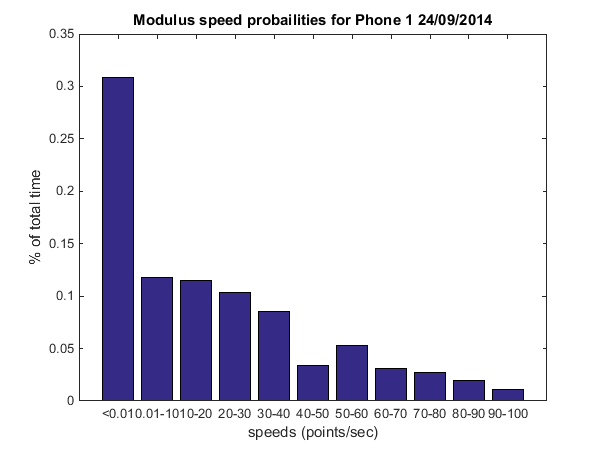 Modulus speed probailities for Phone 1 24/09/2014
0.35
0.3
0.25
0.2
0.15
0.1
0.05
0
% of total time
<0.01 0.01-10 10-20 20-30 30-40 40-50 50-60 60-70 70-80 80-90 90-100
speeds (points/sec)